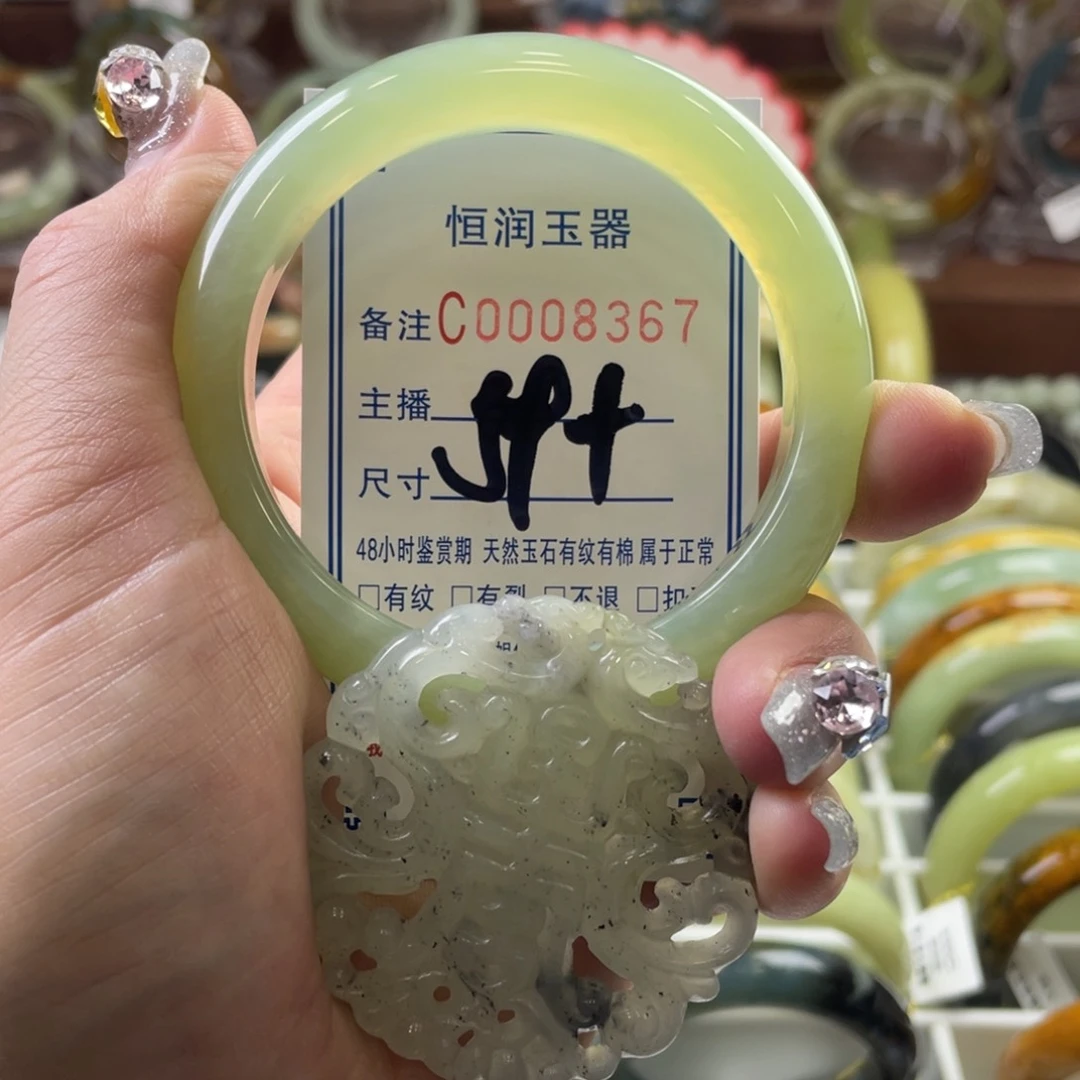 恒润玉器
备注C0008367
主播
尺寸
48小时鉴赏期 天然玉石有纹有棉属于正常
□有纹 □有裂 □不退